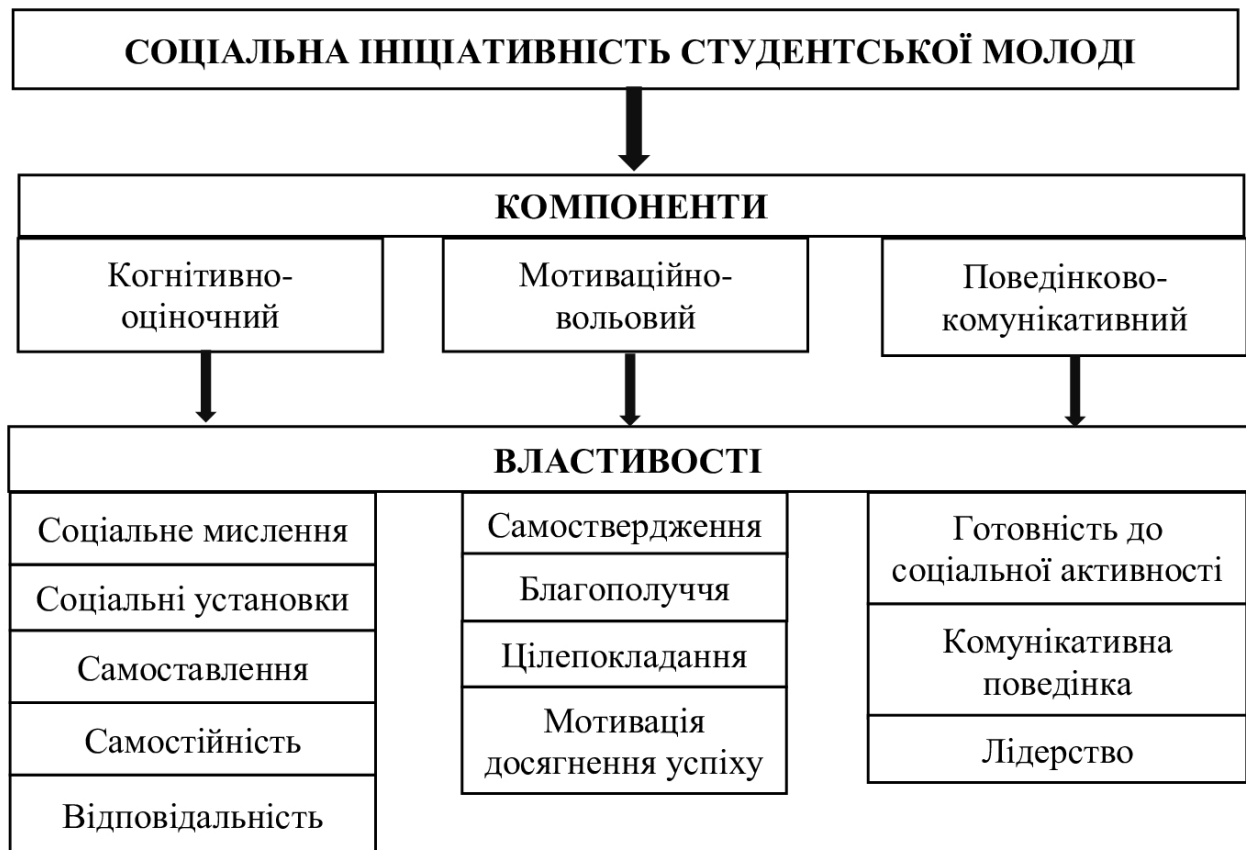 СОЦІАЛЬНА ІНІЦІАТИВНІСТЬ СТУДЕНТСЬКОЇ МОЛОДІ
КОМПОНЕНТИ
Когнітивно-
оціночний
Мотиваційно-
вольовий
Поведінково-
комунікативний
ВЛАСТИВОСТІ
Соціальне мислення
Соціальні установки
Самоставлення
Самостійність
Відповідальність
Самоствердження
Благополуччя
Цілепокладання
Мотивація
досягнення успіху
Готовність до
соціальної активності
Комунікативна
поведінка
Лідерство